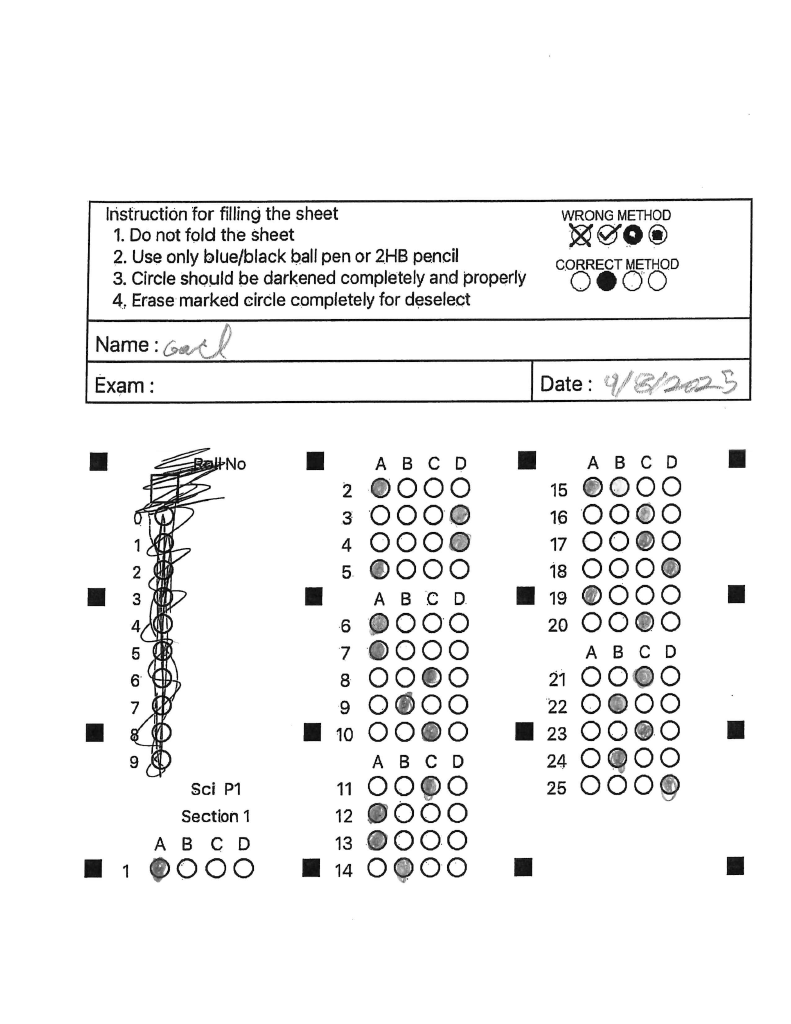 Instruction for filling the sheet
1. Do not fold the sheet
2. Use only blue/black ball pen or 2HB pencil
3. Circle should be darkened completely and properly
4. Erase marked circle completely for deselect
WRONG METHOD
CORRECT METHOD
Name :
Exam :
Date : 9/8/2025
Roll No
0
1
2
3
4
5
6
7
8
9
Sci P1
Section 1
A B C D
1
A B C D
2
3
4
5
A B C D
6
7
8
9
10
A B C D
11
12
13
14
A B C D
15
16
17
18
19
20
A B C D
21
22
23
24
25